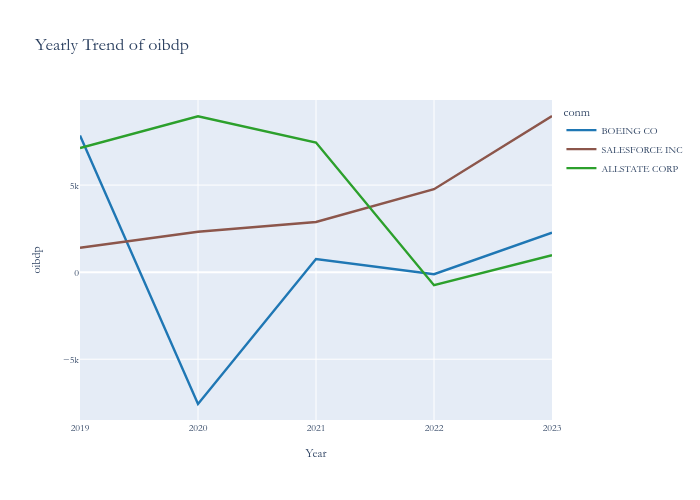 Yearly Trend of oibdp
conm
BOEING CO
SALESFORCE INC
ALLSTATE CORP
5k
0
−5k
oibdp
2019 2020 2021 2022 2023
Year